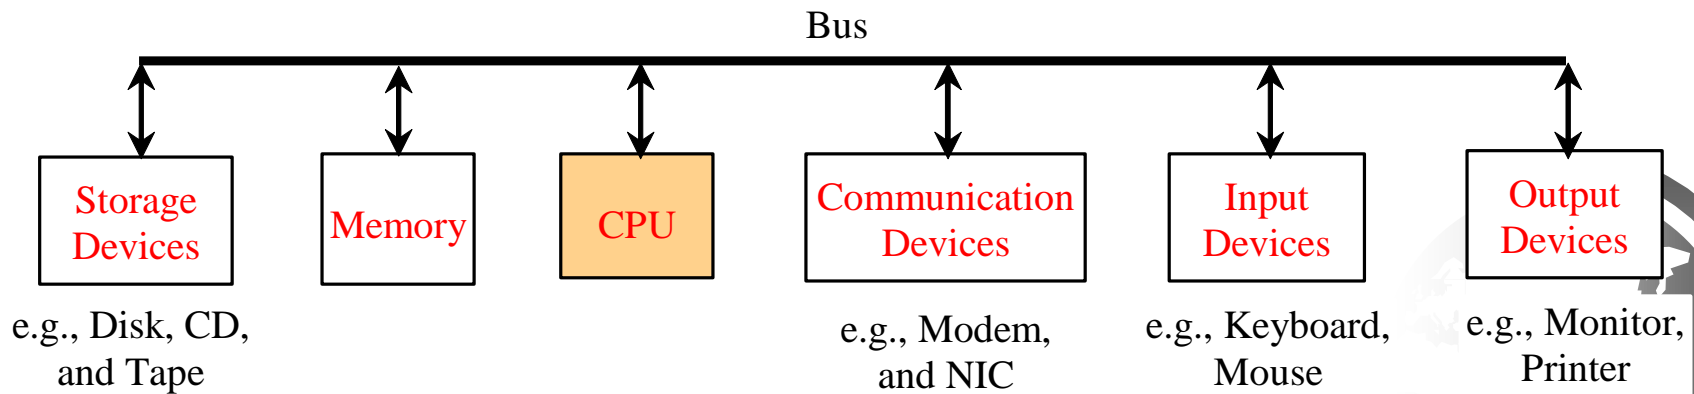 Bus
Storage
Devices
Memory
CPU
Communication
Devices
Input
Devices
Output
Devices
e.g., Disk, CD,
and Tape
e.g., Modem,
and NIC
e.g., Keyboard,
Mouse
e.g., Monitor,
Printer